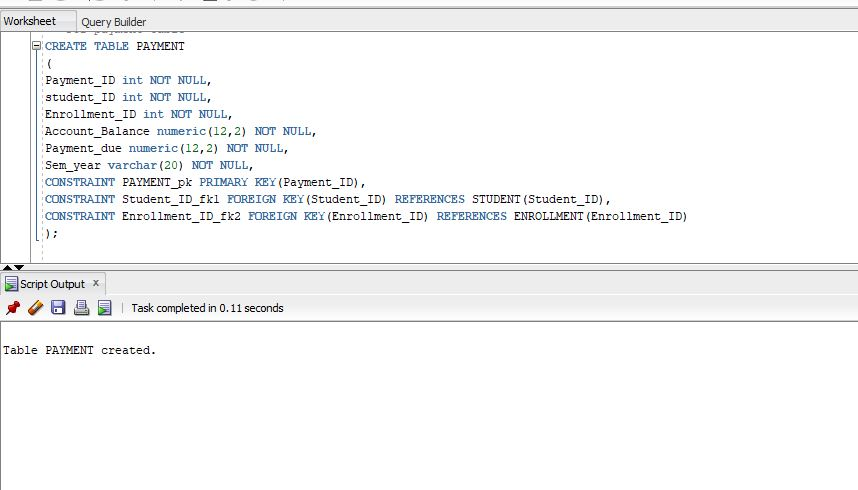 Worksheet Query Builder
CREATE TABLE PAYMENT
(
Payment_ID int NOT NULL,
student_ID int NOT NULL,
Enrollment_ID int NOT NULL,
Account_Balance numeric(12,2) NOT NULL,
Payment_due numeric(12,2) NOT NULL,
Sem_year varchar(20) NOT NULL,
CONSTRAINT PAYMENT_pk PRIMARY KEY(Payment_ID),
CONSTRAINT Student_ID_fk1 FOREIGN KEY(Student_ID) REFERENCES STUDENT(Student_ID),
CONSTRAINT Enrollment_ID_fk2 FOREIGN KEY(Enrollment_ID) REFERENCES ENROLLMENT(Enrollment_ID)
);
Script Output x
Task completed in 0.11 seconds
Table PAYMENT created.